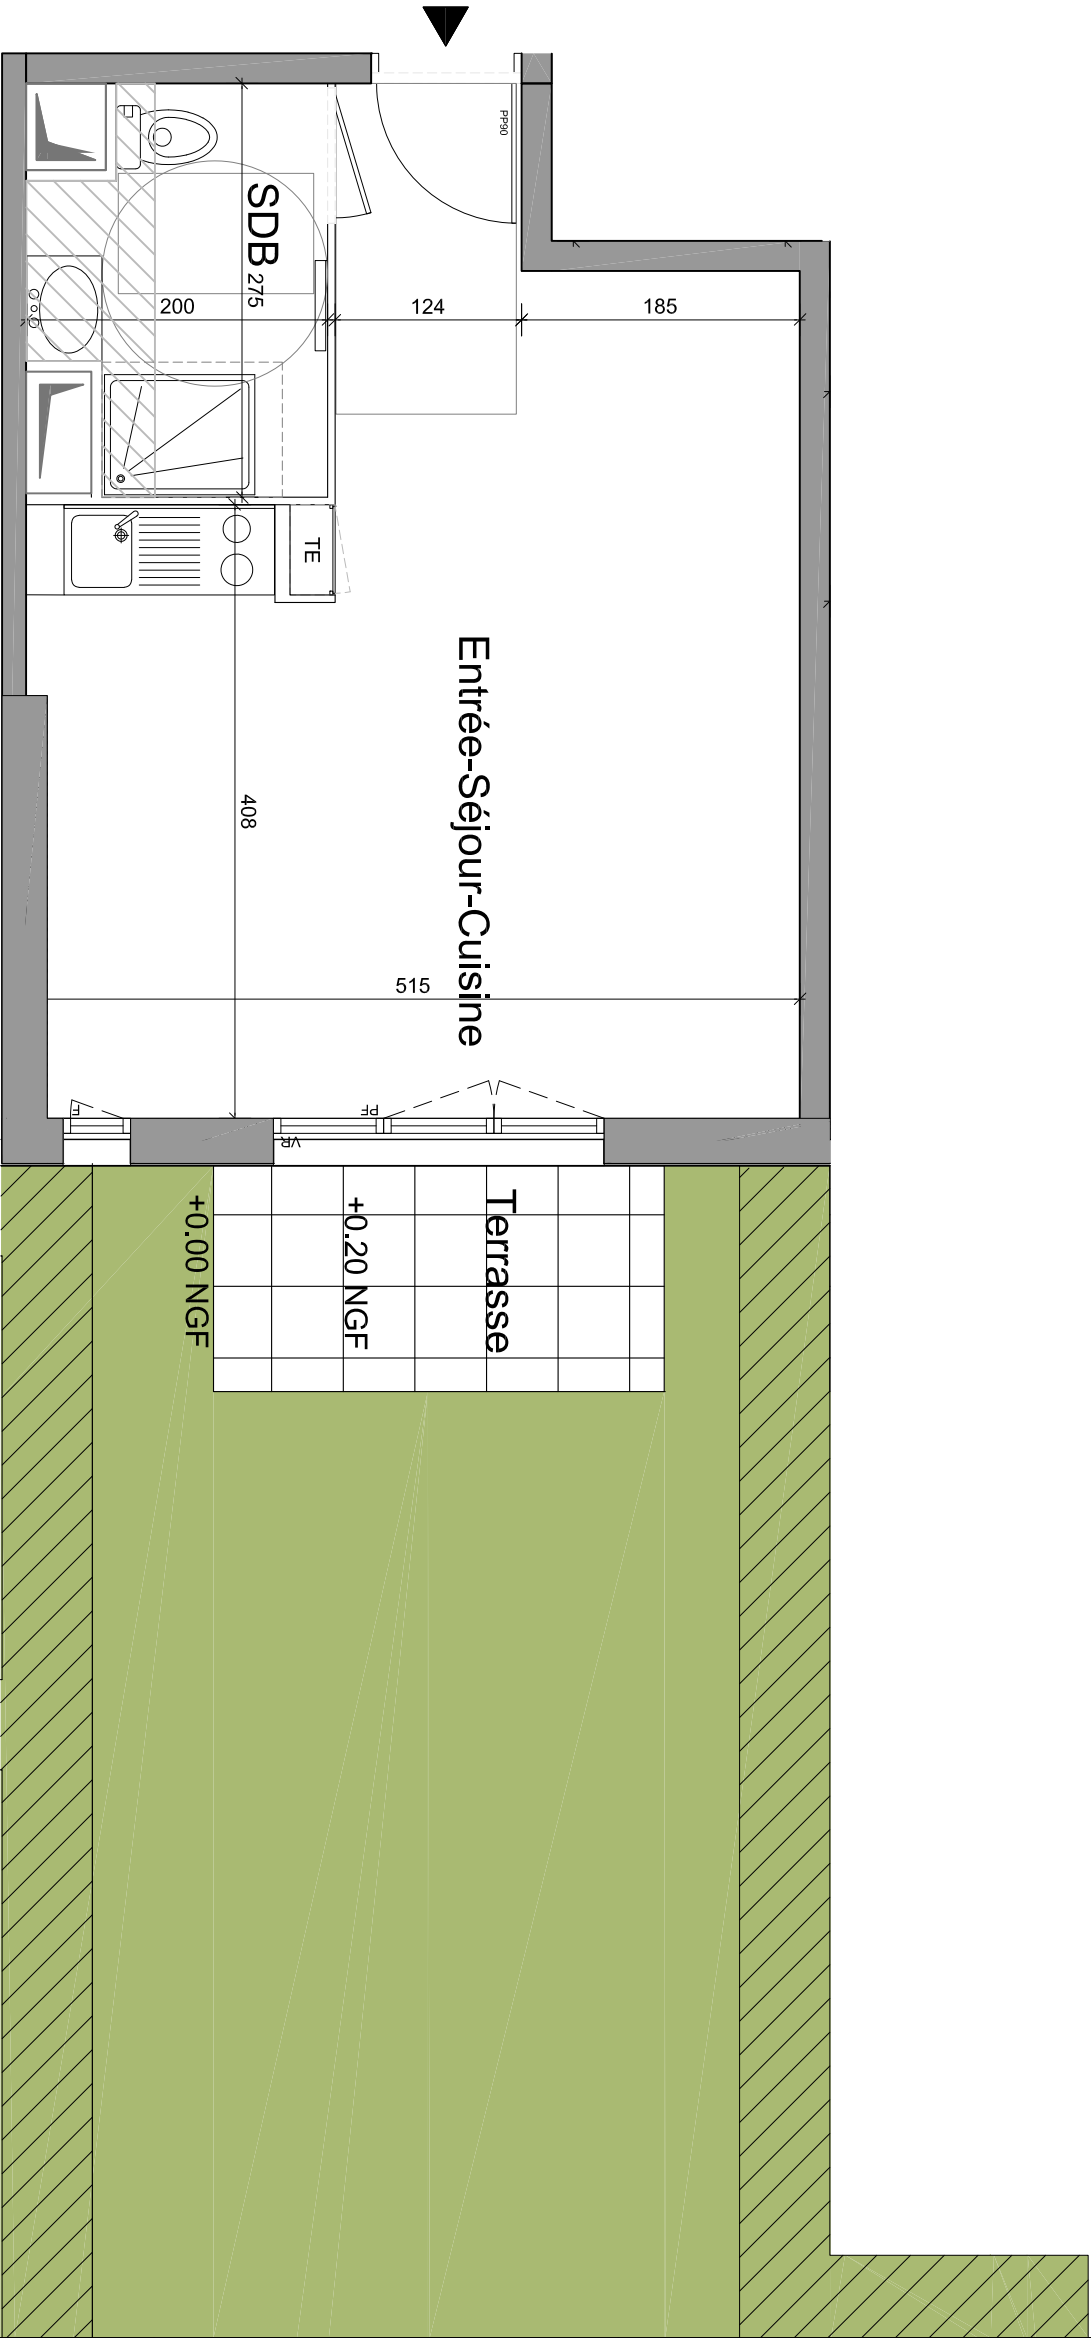 PP90
SDB
275
200
124
185
TE
Entrée-Séjour-Cuisine
408
515
F
PF
VR
Terrasse
+0.20 NGF
+0.00 NGF